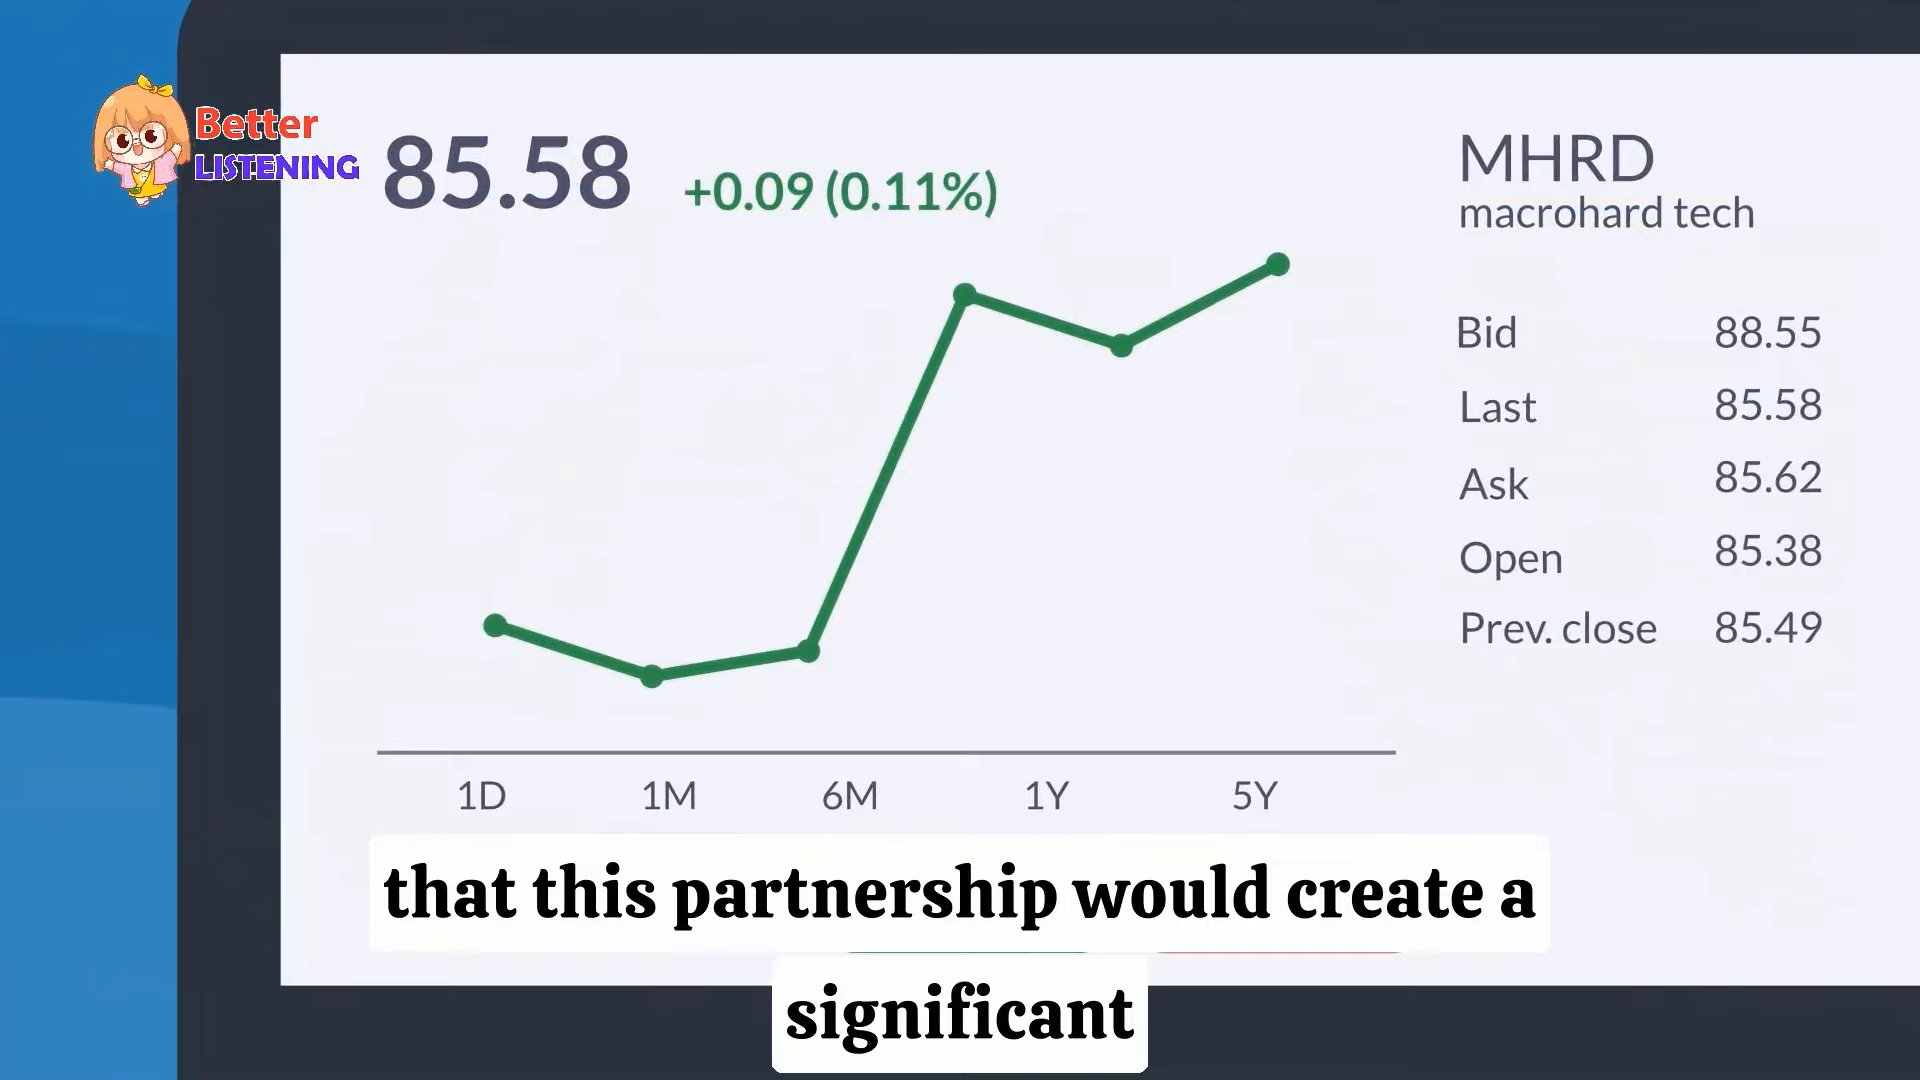 Better
LISTENING
85.58 +0.09 (0.11%)
MHRD
macrohard tech
Bid 88.55
Last 85.58
Ask 85.62
Open 85.38
Prev. close 85.49
1D 1M 6M 1Y 5Y
that this partnership would create a
significant